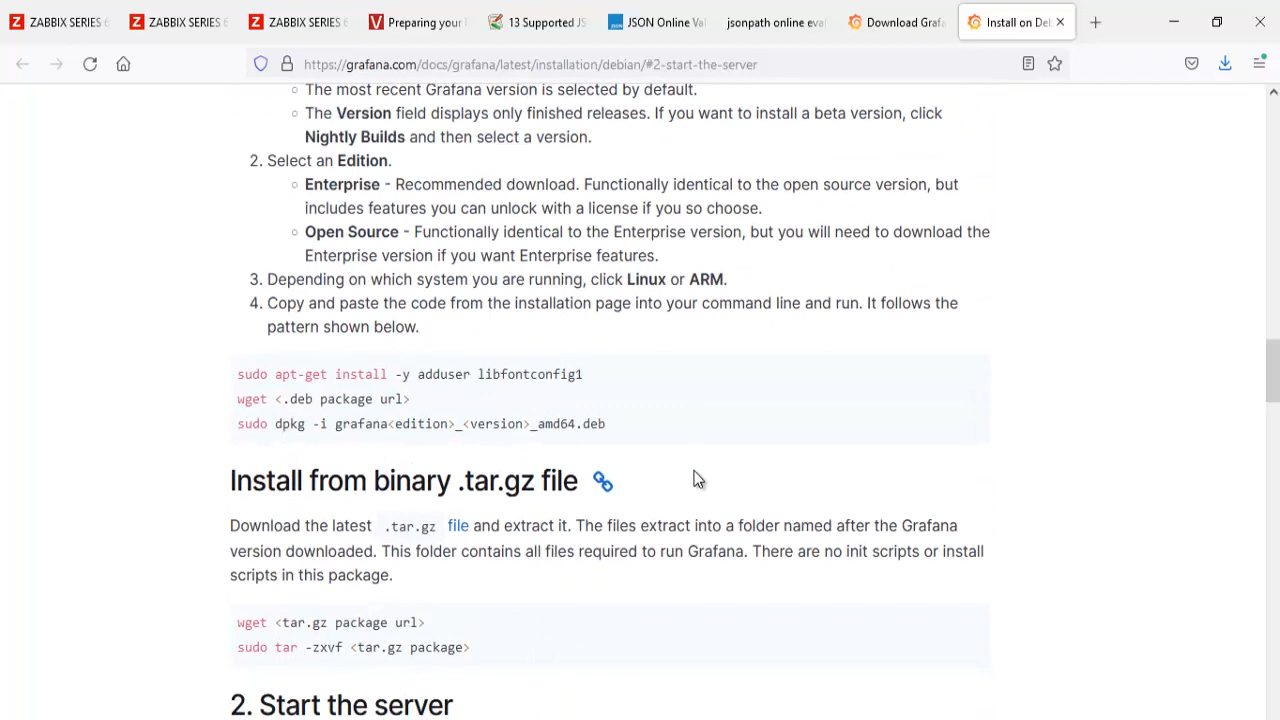 ZABBIX SERIES 6
ZABBIX SERIES 6
ZABBIX SERIES 6
Preparing your
13 Supported JS
JSON Online Val
jsonpath online eval
Download Grafa
Install on Deb
https://grafana.com/docs/grafana/latest/installation/debian/#2-start-the-server
◦ The most recent Grafana version is selected by default.
◦ The Version field displays only finished releases. If you want to install a beta version, click
Nightly Builds and then select a version.
2. Select an Edition.
◦ Enterprise - Recommended download. Functionally identical to the open source version, but
includes features you can unlock with a license if you so choose.
◦ Open Source - Functionally identical to the Enterprise version, but you will need to download the
Enterprise version if you want Enterprise features.
3. Depending on which system you are running, click Linux or ARM.
4. Copy and paste the code from the installation page into your command line and run. It follows the
pattern shown below.
sudo apt-get install -y adduser libfontconfig1
wget <.deb package url>
sudo dpkg -i grafana<edition>_<version>_amd64.deb
Install from binary .tar.gz file
Download the latest .tar.gz file and extract it. The files extract into a folder named after the Grafana
version downloaded. This folder contains all files required to run Grafana. There are no init scripts or install
scripts in this package.
wget <tar.gz package url>
sudo tar -zxvf <tar.gz package>
2. Start the server